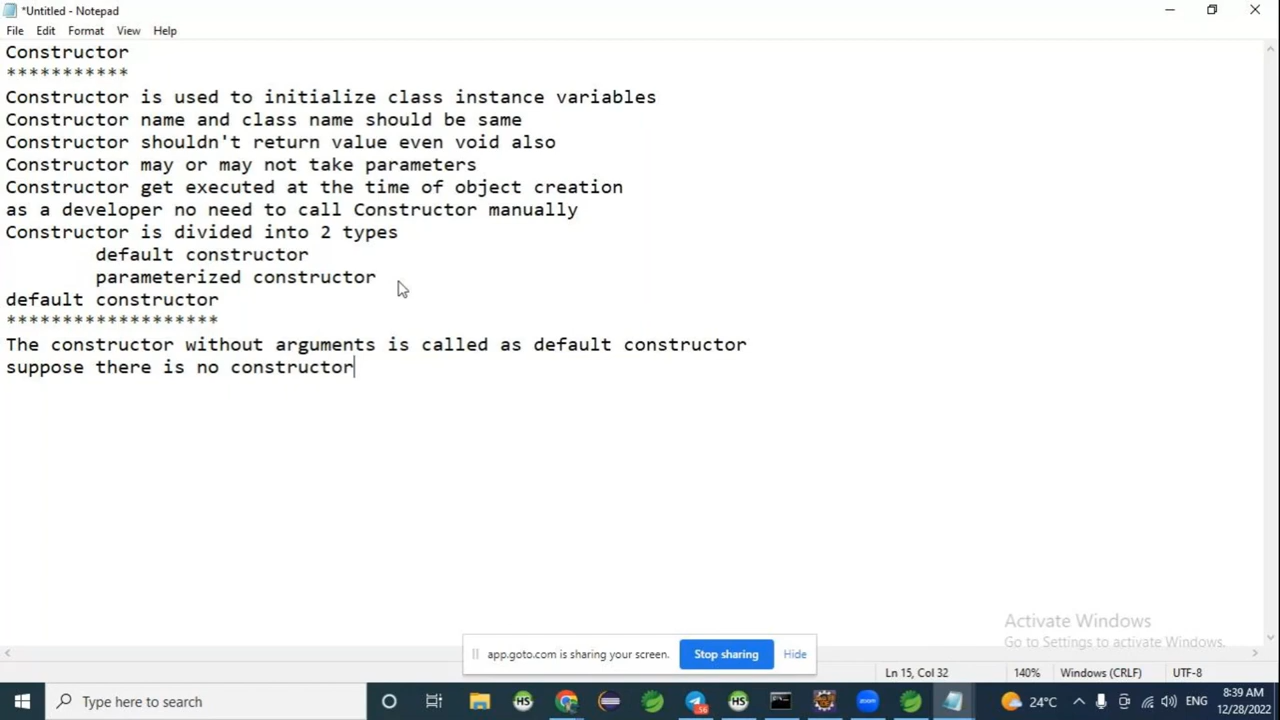 *Untitled - Notepad
File Edit Format View Help
Constructor
***********
Constructor is used to initialize class instance variables
Constructor name and class name should be same
Constructor shouldn't return value even void also
Constructor may or may not take parameters
Constructor get executed at the time of object creation
as a developer no need to call Constructor manually
Constructor is divided into 2 types
default constructor
parameterized constructor
default constructor
*******************
The constructor without arguments is called as default constructor
suppose there is no constructor
Activate Windows
Go to Settings to activate Windows.
app.goto.com is sharing your screen. Stop sharing Hide
Ln 15, Col 32 140% Windows (CRLF) UTF-8
Type here to search HS 56 HS zoom 24°C ENG 8:39 AM
12/28/2022